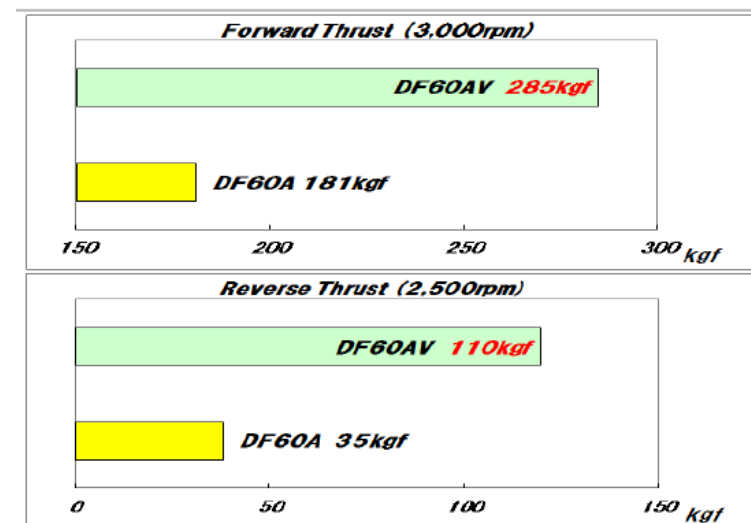 Forward Thrust (3,000rpm)
DF60AV 285kgf
DF60A 181kgf
150 200 250 300 kgf
Reverse Thrust (2,500rpm)
DF60AV 110kgf
DF60A 35kgf
0 50 100 150 kgf